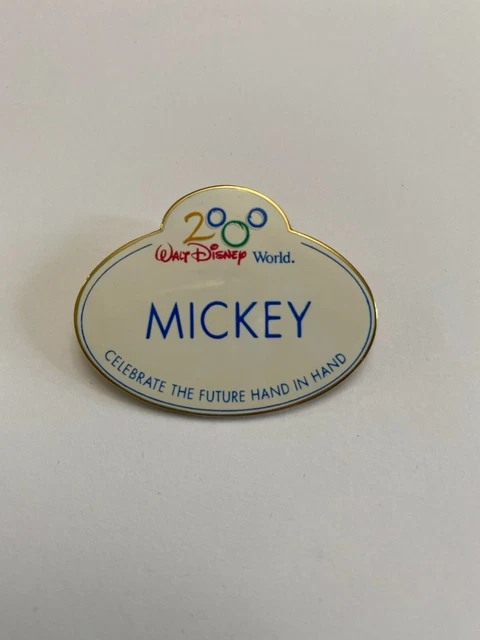 2000
Walt Disney World.
MICKEY
CELEBRATE THE FUTURE HAND IN HAND